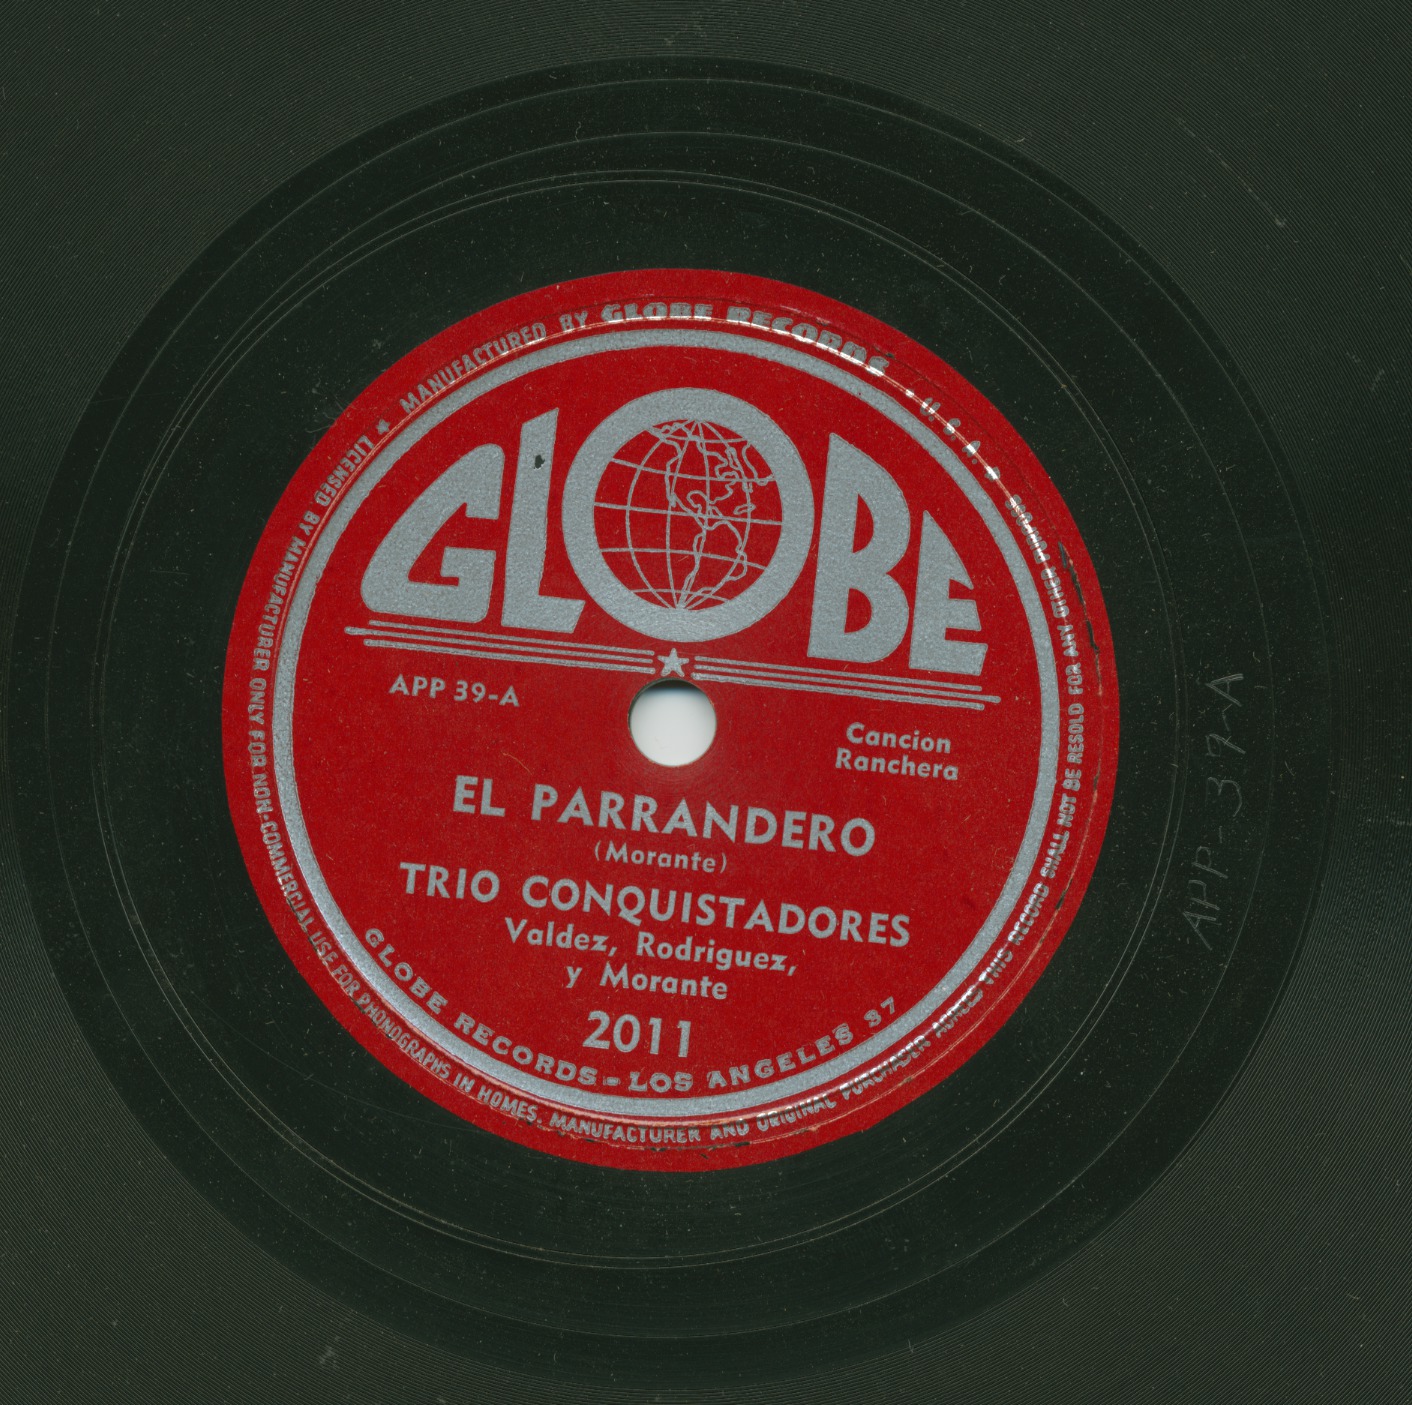 MANUFACTURED BY GLOBE RECORDS
U. S. A.
GLOBE
APP 39-A
Cancion
Ranchera
EL PARRANDERO
(Morante)
TRIO CONQUISTADORES
Valdez, Rodriguez,
y Morante
2011
GLOBE RECORDS - LOS ANGELES 37
LICENSED BY MANUFACTURER ONLY FOR NON-COMMERCIAL USE FOR PHONOGRAPHS IN HOMES. MANUFACTURER AND ORIGINAL PURCHASER AGREED THIS RECORD SHALL NOT BE RESOLD FOR ANY OTHER PURPOSE
APP-37-A